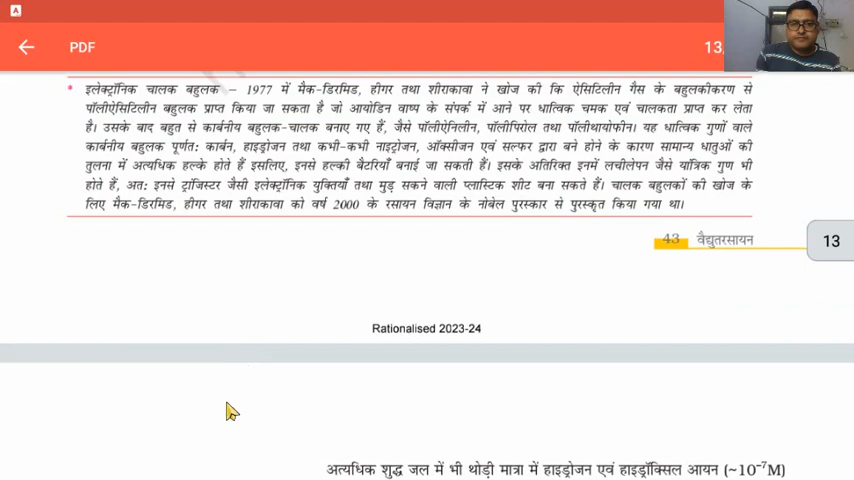 A
PDF
13,
* इलेक्ट्रॉनिक चालक बहुलक – 1977 में मैक-डिरमिड, हीगर तथा शीराकावा ने खोज की कि ऐसिटिलीन गैस के बहुलकीकरण से
पॉलीऐसिटिलीन बहुलक प्राप्त किया जा सकता है जो आयोडिन वाष्प के संपर्क में आने पर धात्विक चमक एवं चालकता प्राप्त कर लेता
है। उसके बाद बहुत से कार्बनीय बहुलक-चालक बनाए गए हैं, जैसे पॉलीऐनिलीन, पॉलीपिरोल तथा पॉलीथायोफीन। यह धात्विक गुणों वाले
कार्बनीय बहुलक पूर्णत: कार्बन, हाइड्रोजन तथा कभी-कभी नाइट्रोजन, ऑक्सीजन एवं सल्फर द्वारा बने होने के कारण सामान्य धातुओं की
तुलना में अत्यधिक हल्के होते हैं इसलिए, इनसे हल्की बैटरियाँ बनाई जा सकती हैं। इसके अतिरिक्त इनमें लचीलेपन जैसे यांत्रिक गुण भी
होते हैं, अत: इनसे ट्रांजिस्टर जैसी इलेक्ट्रॉनिक युक्तियाँ तथा मुड़ सकने वाली प्लास्टिक शीट बना सकते हैं। चालक बहुलकों की खोज के
लिए मैक-डिरमिड, हीगर तथा शीराकावा को वर्ष 2000 के रसायन विज्ञान के नोबेल पुरस्कार से पुरस्कृत किया गया था।
43 वैद्युतरसायन
13
Rationalised 2023-24
अत्यधिक शुद्ध जल में भी थोड़ी मात्रा में हाइड्रोजन एवं हाइड्रॉक्सिल आयन (~10⁻⁷M)